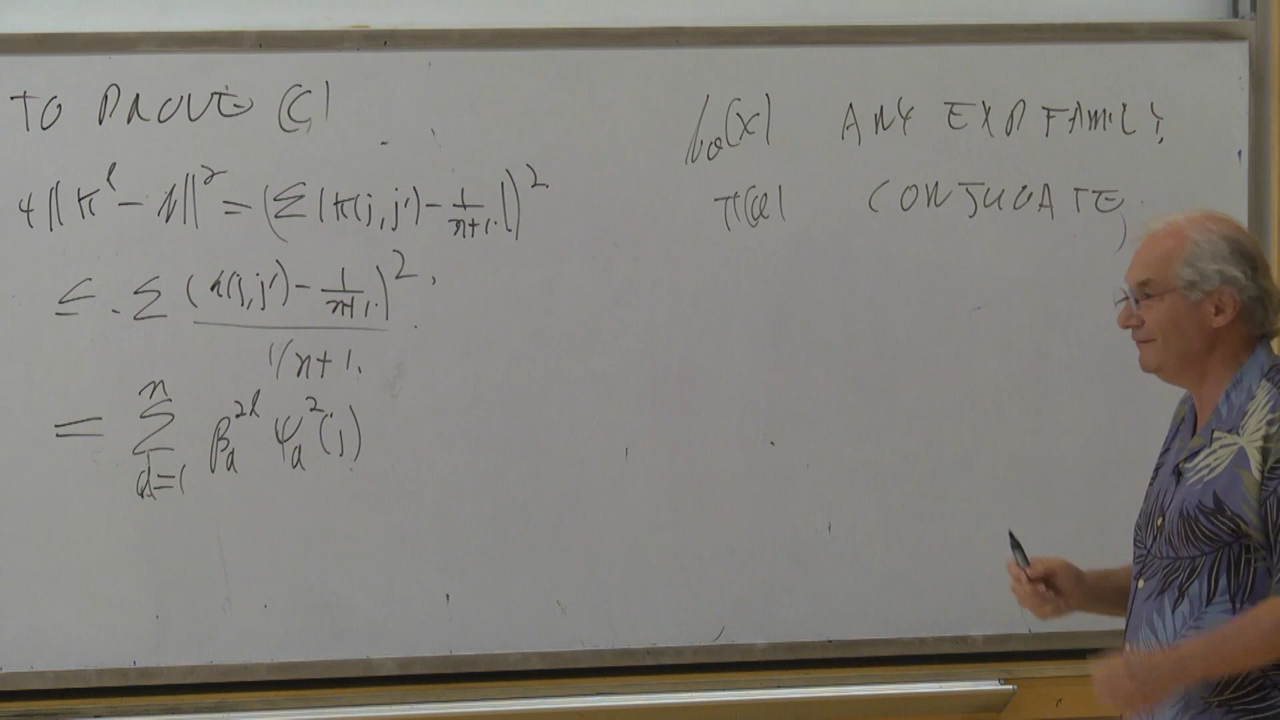 TO PROVE (C)
4 || K^l - π||^2 = (Σ |K(j,j') - 1/(n+1)|)^2
≤ Σ (K(j,j') - 1/(n+1))^2 / (1/n+1)
= Σ_{a=1}^{n} β_a^{2l} ψ_a^2(j)
f_θ(x) ANY EXP FAMILY
π(θ) CONJUGATE